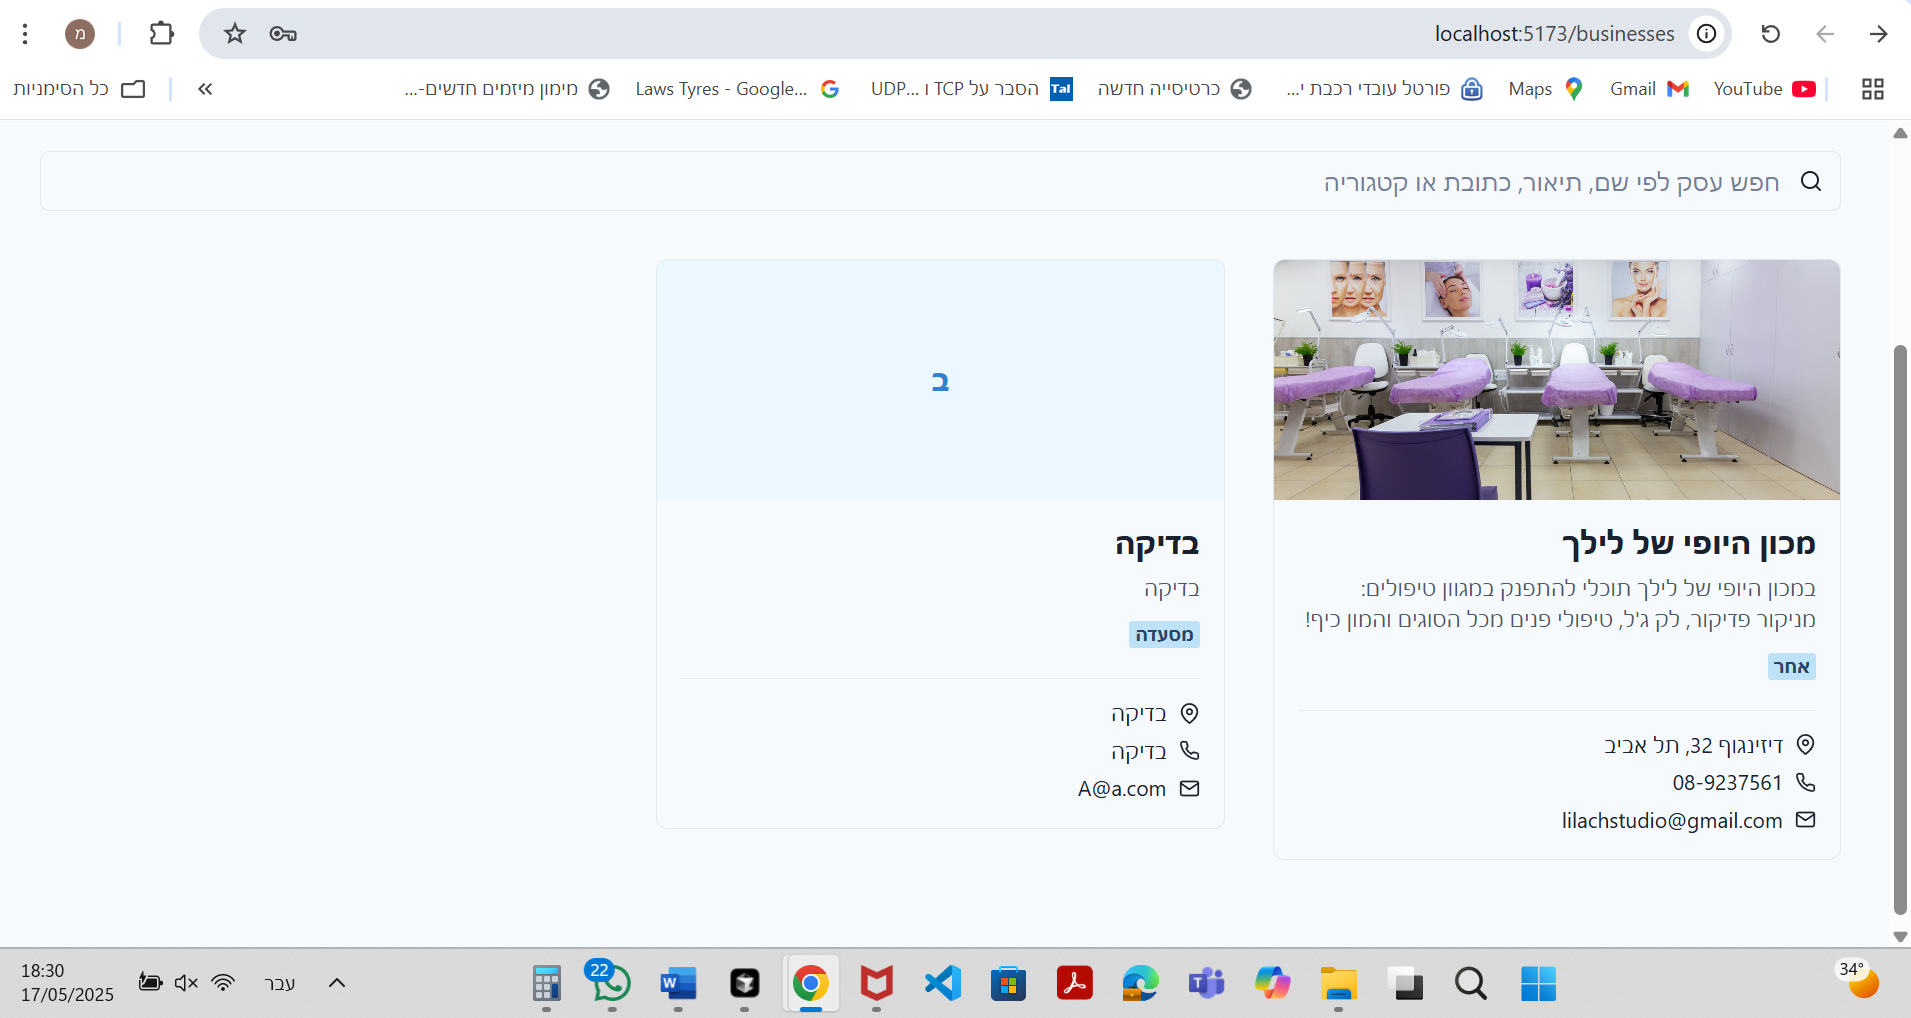 localhost:5173/businesses
מ
YouTube
Gmail
Maps
פורטל עובדי רכבת י...
כרטיסייה חדשה
הסבר על TCP ו UDP...
Laws Tyres - Google...
מימון מיזמים חדשים-...
כל הסימניות
חפש עסק לפי שם, תיאור, כתובת או קטגוריה
מכון היופי של לילך
במכון היופי של לילך תוכלי להתפנק במגוון טיפולים:
מניקור פדיקור, לק ג'ל, טיפולי פנים מכל הסוגים והמון כיף!
אחר
דיזינגוף 32, תל אביב
08-9237561
lilachstudio@gmail.com
ב
בדיקה
בדיקה
מסעדה
בדיקה
בדיקה
A@a.com
34°
22
עבר
18:30
17/05/2025